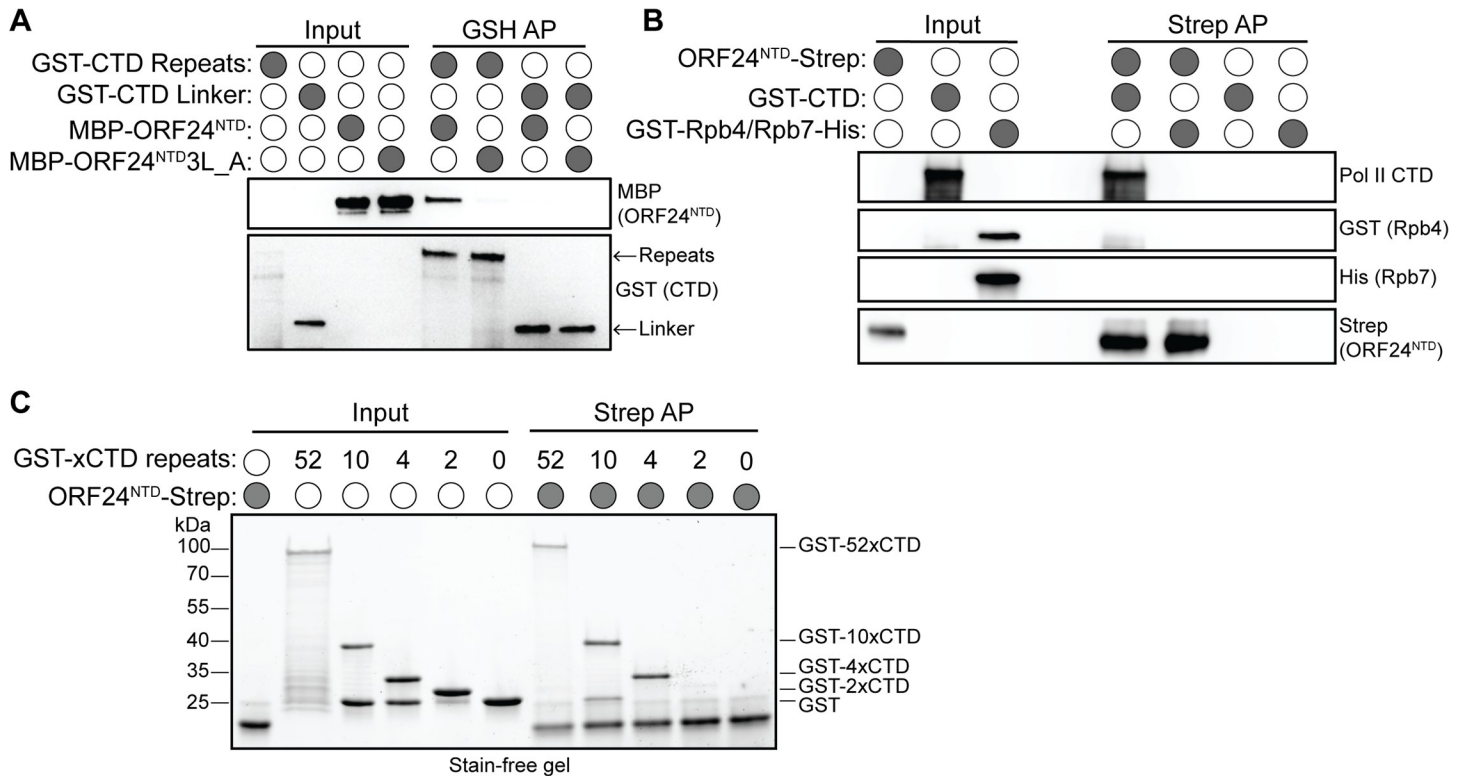 A
Input
GSH AP
GST-CTD Repeats:
GST-CTD Linker:
MBP-ORF24NTD:
MBP-ORF24NTD3L_A:
MBP
(ORF24NTD)
←Repeats
GST (CTD)
←Linker
B
Input
Strep AP
ORF24NTD-Strep:
GST-CTD:
GST-Rpb4/Rpb7-His:
Pol II CTD
GST (Rpb4)
His (Rpb7)
Strep
(ORF24NTD)
C
Input
Strep AP
GST-xCTD repeats: 52 10 4 2 0 52 10 4 2 0
ORF24NTD-Strep:
kDa
100
70
55
40
35
25
GST-52xCTD
GST-10xCTD
GST-4xCTD
GST-2xCTD
GST
Stain-free gel